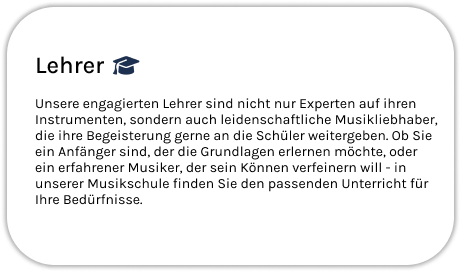 Lehrer
Unsere engagierten Lehrer sind nicht nur Experten auf ihren
Instrumenten, sondern auch leidenschaftliche Musikliebhaber,
die ihre Begeisterung gerne an die Schüler weitergeben. Ob Sie
ein Anfänger sind, der die Grundlagen erlernen möchte, oder
ein erfahrener Musiker, der sein Können verfeinern will - in
unserer Musikschule finden Sie den passenden Unterricht für
Ihre Bedürfnisse.